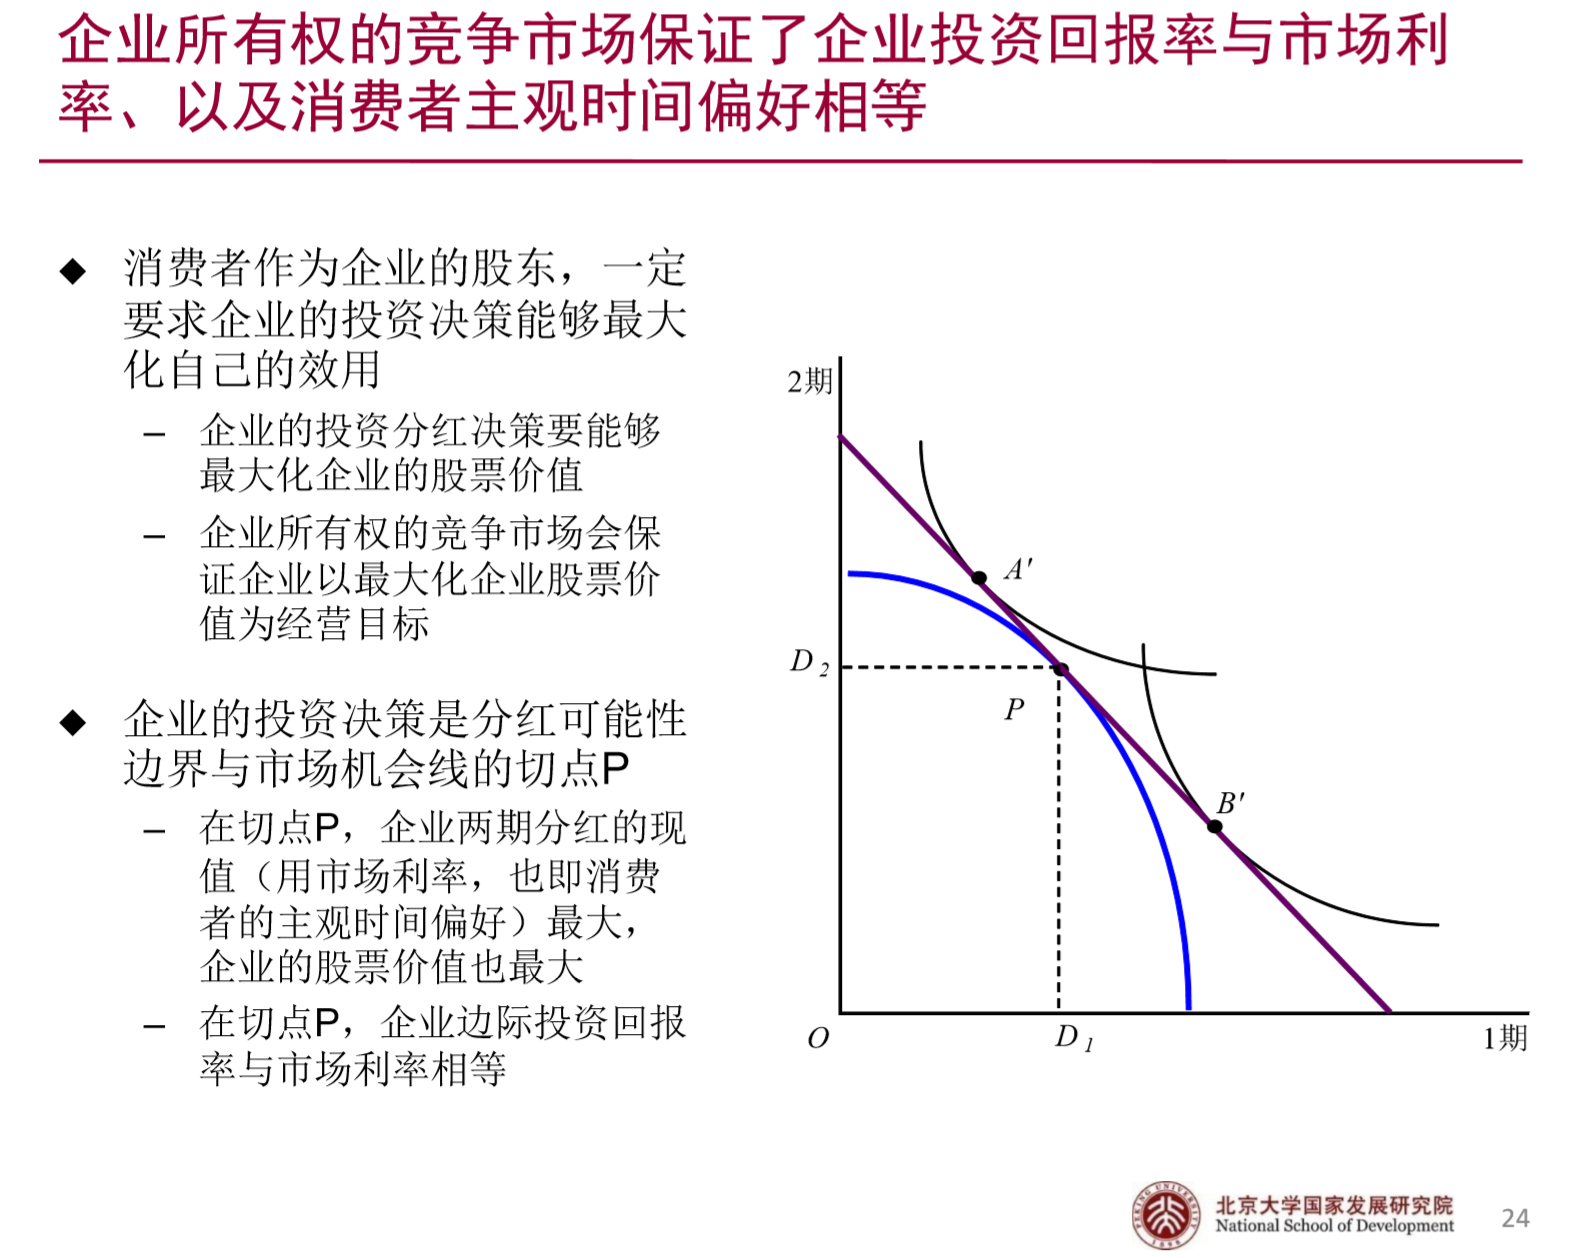 企业所有权的竞争市场保证了企业投资回报率与市场利
率、以及消费者主观时间偏好相等
◆ 消费者作为企业的股东，一定
要求企业的投资决策能够最大
化自己的效用
– 企业的投资分红决策要能够
最大化企业的股票价值
– 企业所有权的竞争市场会保
证企业以最大化企业股票价
值为经营目标
◆ 企业的投资决策是分红可能性
边界与市场机会线的切点P
– 在切点P，企业两期分红的现
值（用市场利率，也即消费
者的主观时间偏好）最大，
企业的股票价值也最大
– 在切点P，企业边际投资回报
率与市场利率相等
2期
A'
D 2
P
B'
O
D 1
1期
PEKING UNIVERSITY
1898
北京大学国家发展研究院
National School of Development
24